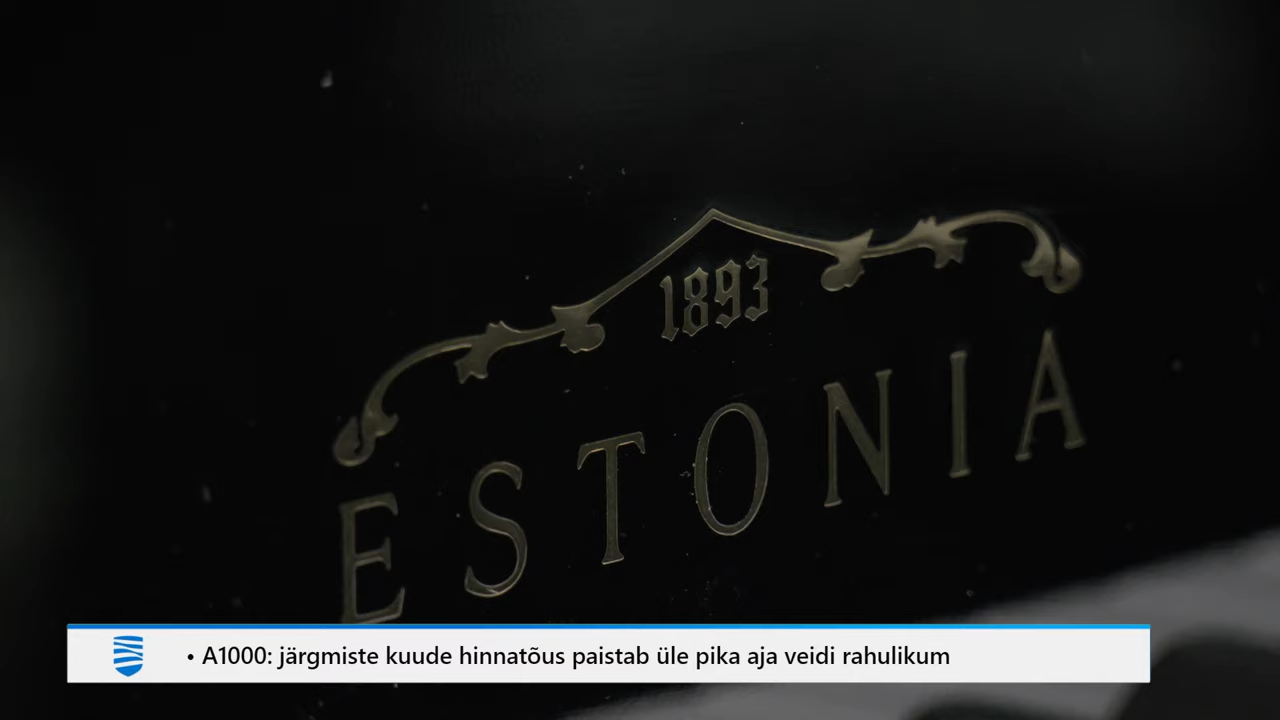 1893
ESTONIA
• A1000: järgmiste kuude hinnatõus paistab üle pika aja veidi rahulikum